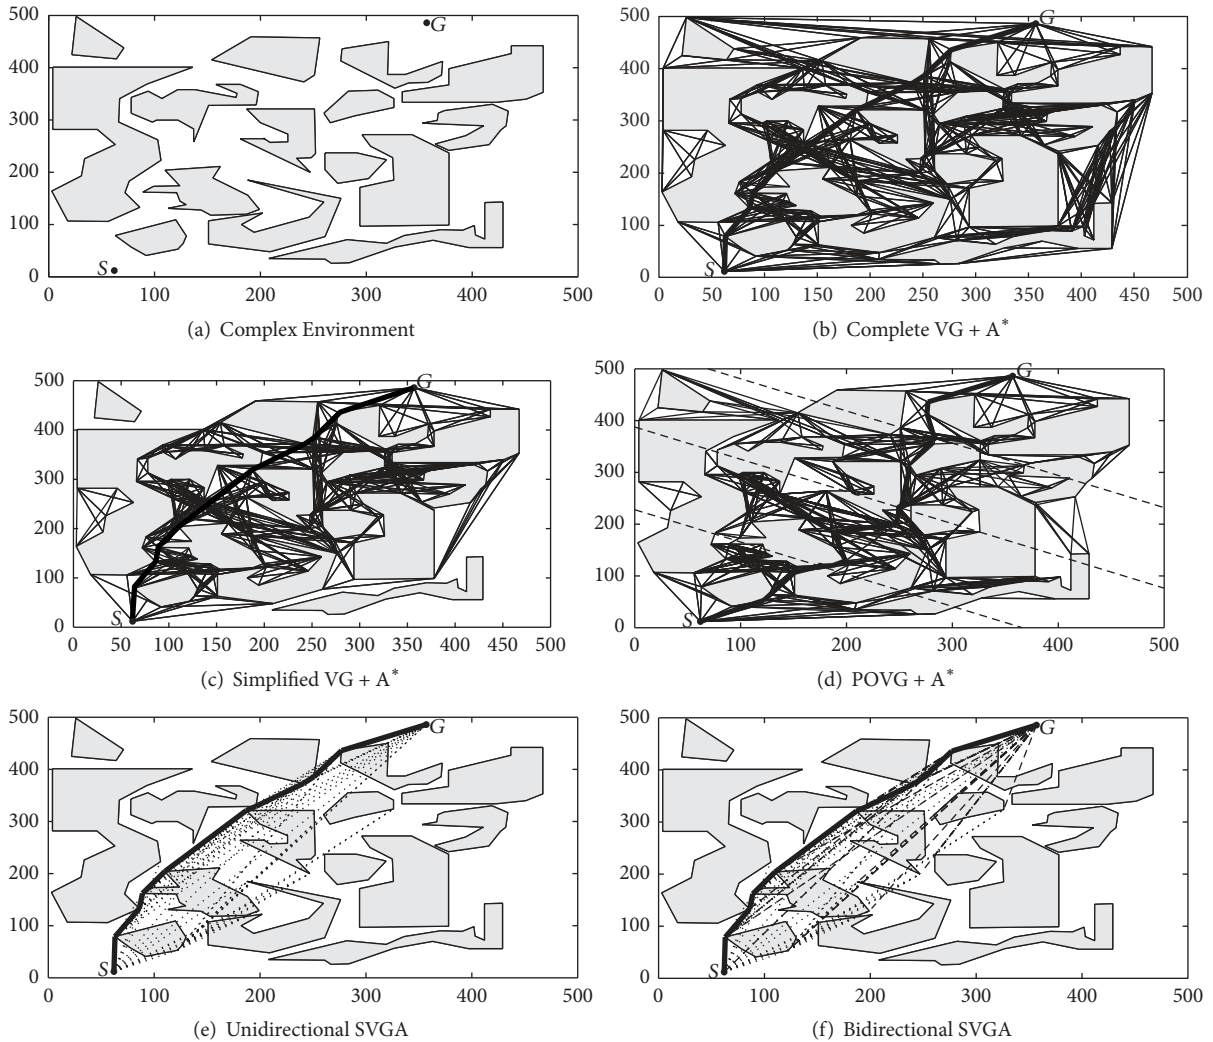 500
400
300
200
100
0
G
S
0 100 200 300 400 500
(a) Complex Environment
500
400
300
200
100
0
G
S
0 50 100 150 200 250 300 350 400 450 500
(b) Complete VG + A*
500
400
300
200
100
0
G
S
0 50 100 150 200 250 300 350 400 450 500
(c) Simplified VG + A*
500
400
300
200
100
0
G
S
0 100 200 300 400 500
(d) POVG + A*
500
400
300
200
100
0
G
S
0 100 200 300 400 500
(e) Unidirectional SVGA
500
400
300
200
100
0
G
S
0 100 200 300 400 500
(f) Bidirectional SVGA